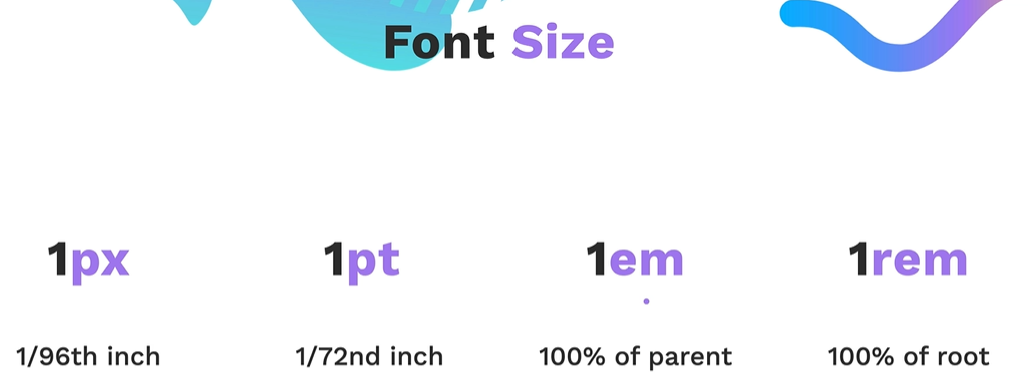 Font Size
1px 1pt 1em 1rem
1/96th inch 1/72nd inch 100% of parent 100% of root